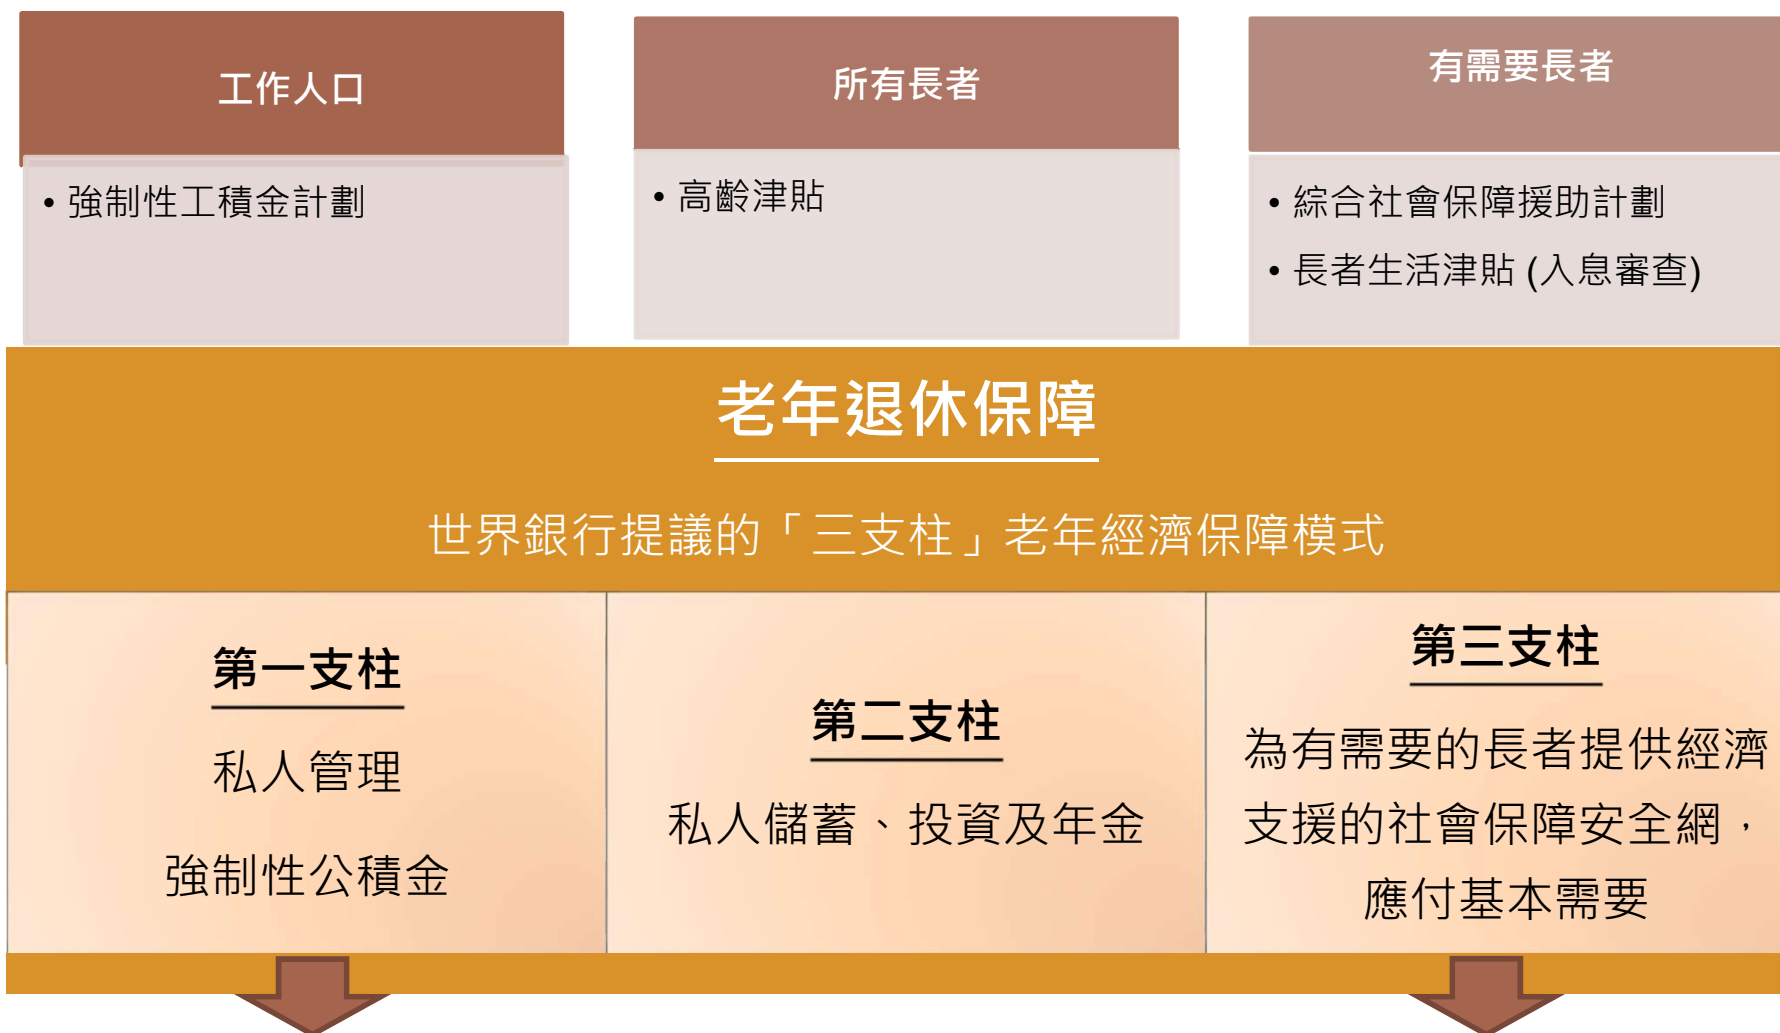 工作人口
• 強制性工積金計劃
所有長者
• 高齡津貼
有需要長者
• 綜合社會保障援助計劃
• 長者生活津貼 (入息審查)
老年退休保障
世界銀行提議的「三支柱」老年經濟保障模式
第一支柱
私人管理
強制性公積金
第二支柱
私人儲蓄、投資及年金
第三支柱
為有需要的長者提供經濟
支援的社會保障安全網，
應付基本需要